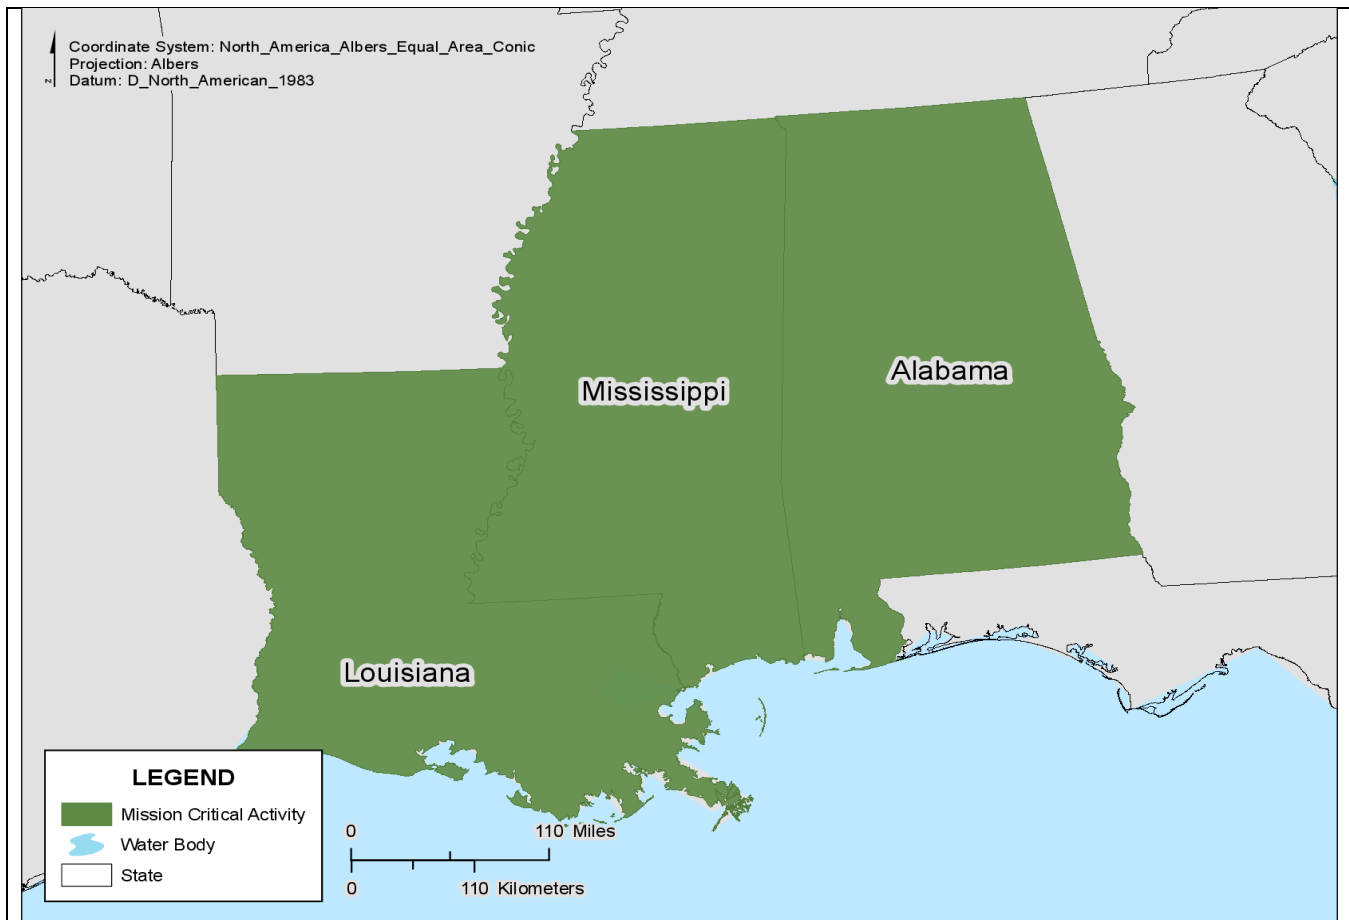 Coordinate System: North_America_Albers_Equal_Area_Conic
Projection: Albers
Datum: D_North_American_1983
z
Alabama
Mississippi
Louisiana
LEGEND
Mission Critical Activity
Water Body
State
0 110 Miles
0 110 Kilometers